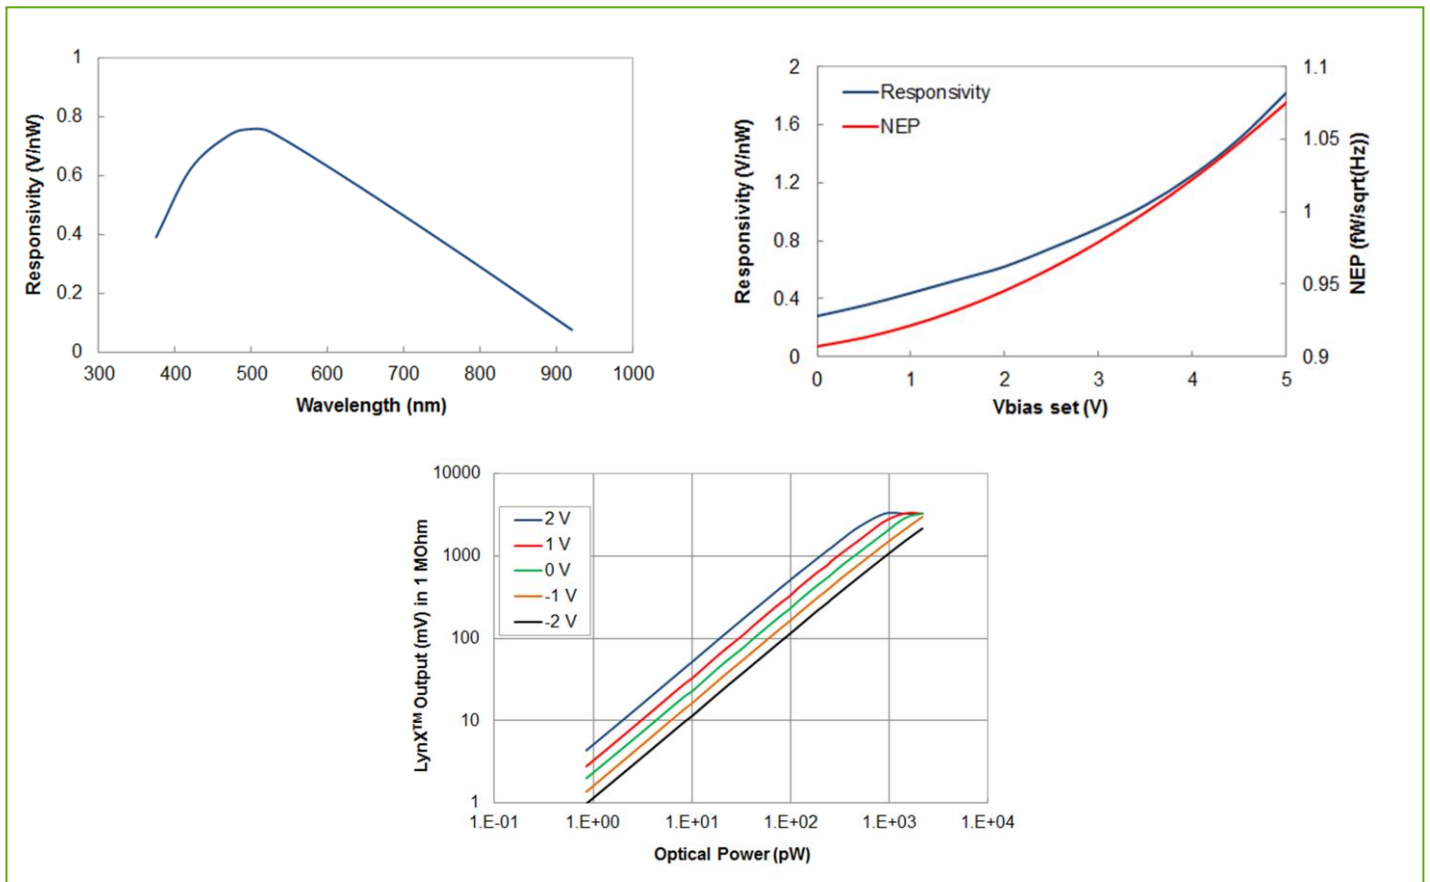 1
0.8
0.6
0.4
0.2
0
Responsivity (V/nW)
300 400 500 600 700 800 900 1000
Wavelength (nm)
2
1.6
1.2
0.8
0.4
0
Responsivity (V/nW)
Responsivity
NEP
1.1
1.05
1
0.95
0.9
NEP (fW/sqrt(Hz))
0 1 2 3 4 5
Vbias set (V)
10000
1000
100
10
1
LynX™ Output (mV) in 1 MOhm
2 V
1 V
0 V
-1 V
-2 V
1.E-01 1.E+00 1.E+01 1.E+02 1.E+03 1.E+04
Optical Power (pW)